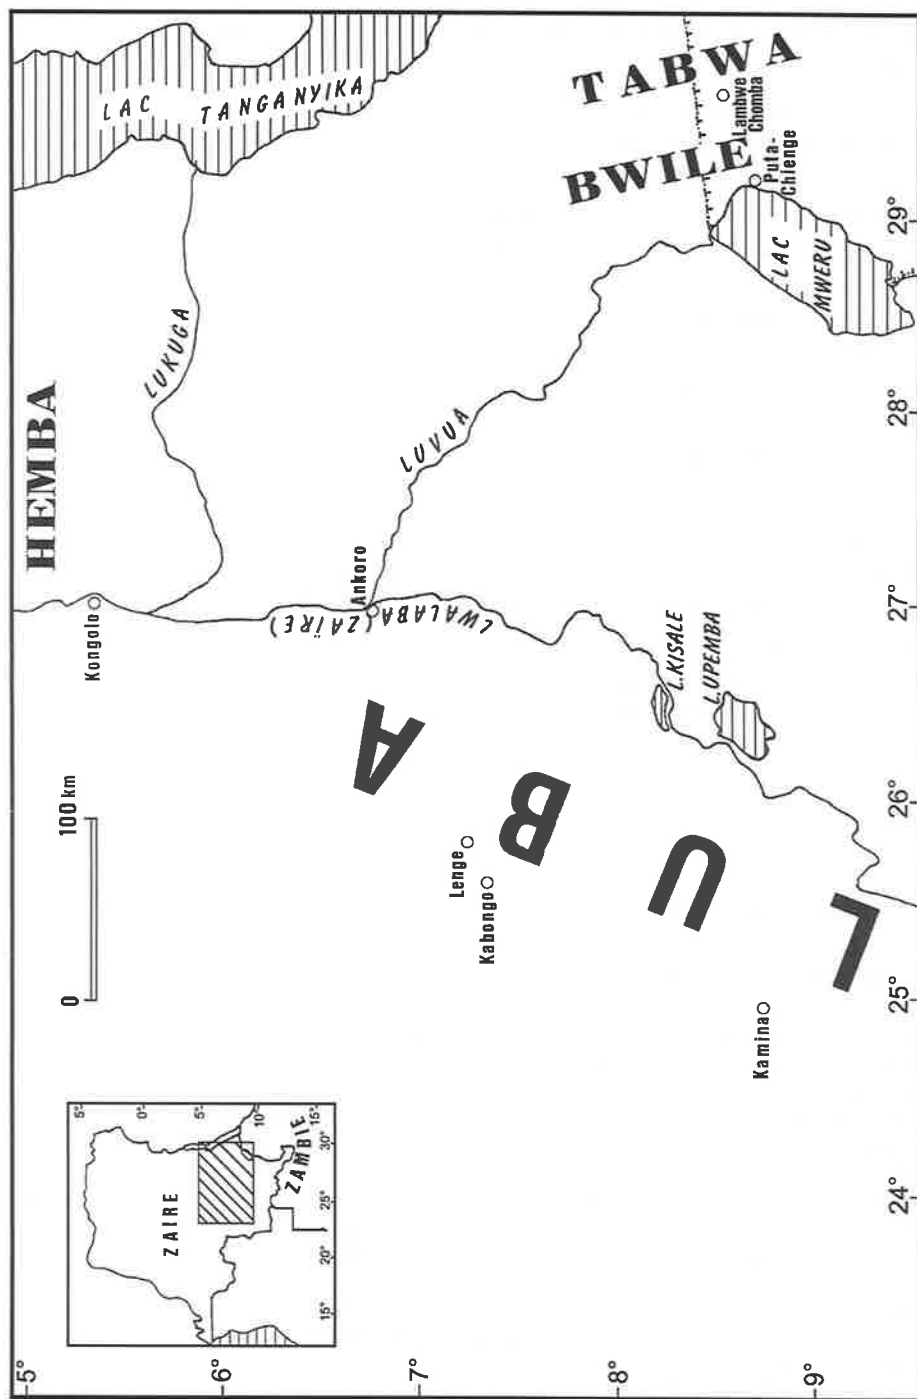 5°
0°
5°
10°
15°
ZAIRE
ZAMBIE
15°
20°
25°
30°
0
100 km
HEMBA
Kongolo
LUKUGA
LAC
TANGANYIKA
Ankoro
LWALABA (ZAÏRE)
LUVUA
Lenge
Kabongo
LUBA
L.KISALE
L.UPEMBA
Kamina
TABWA
BWILE
Lambwe
Chomba
Puta-
Chienge
LAC
MWERU
5°
6°
7°
8°
9°
24°
25°
26°
27°
28°
29°